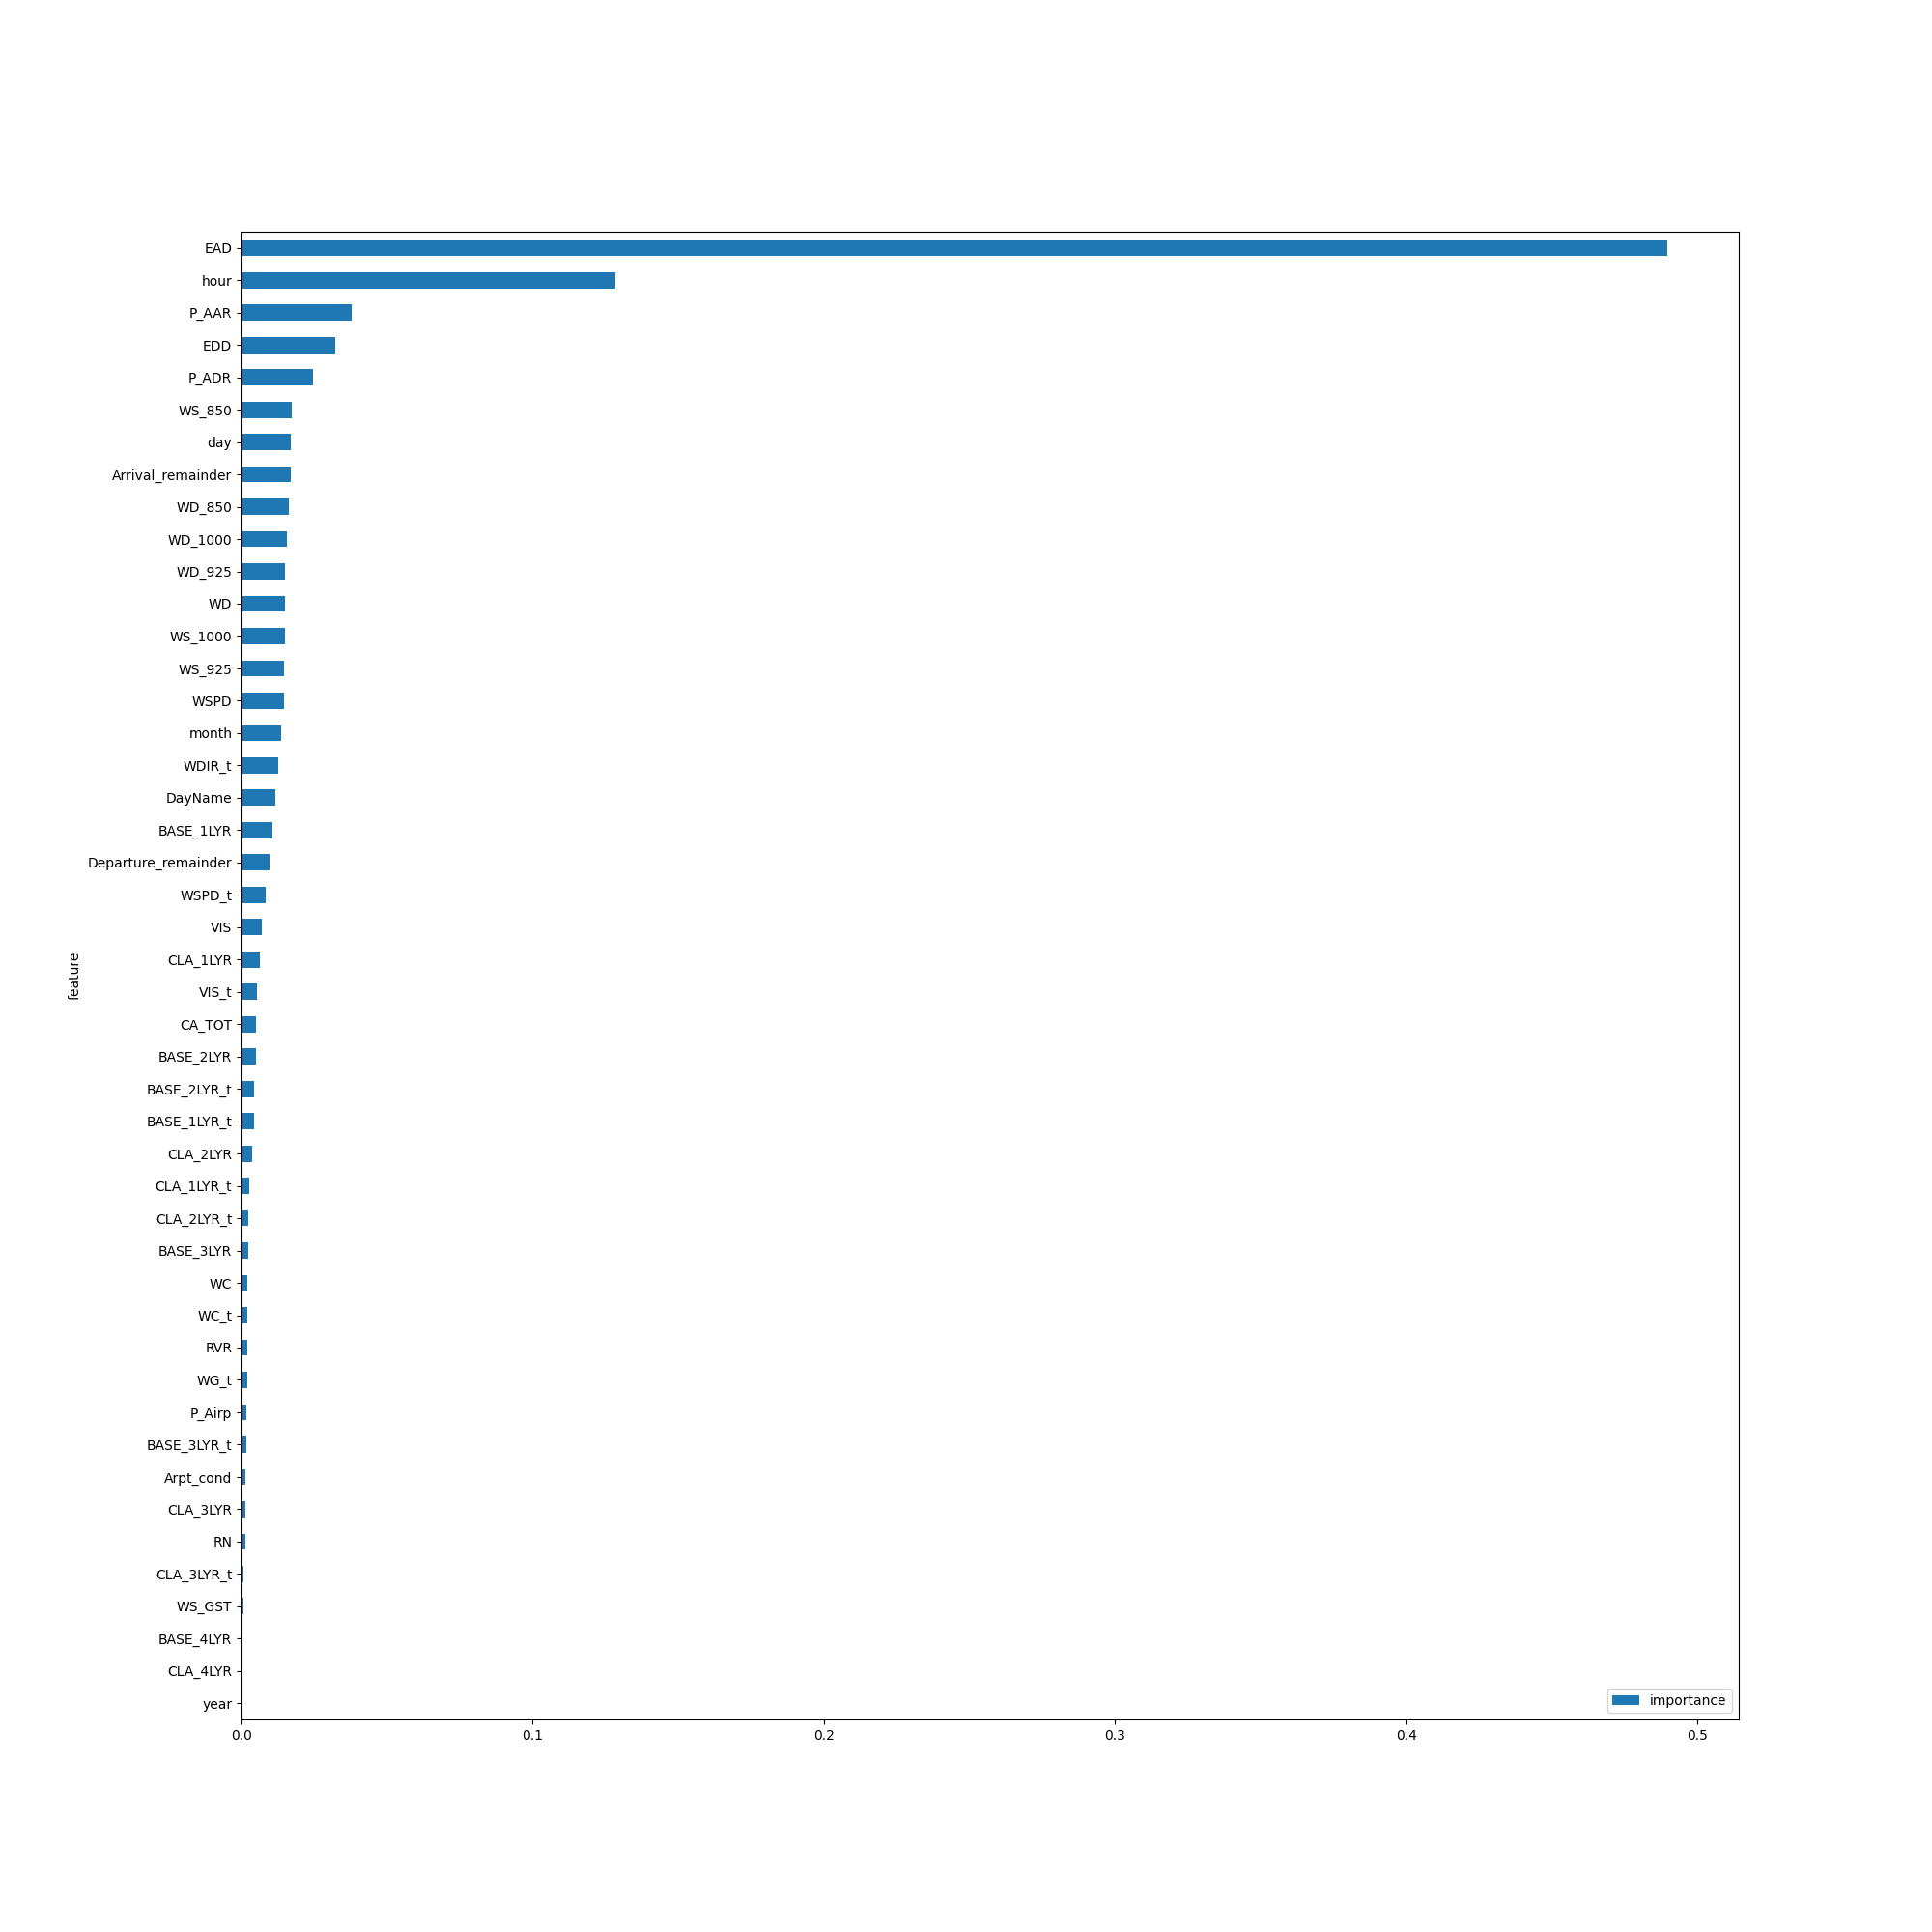 EAD
hour
P_AAR
EDD
P_ADR
WS_850
day
Arrival_remainder
WD_850
WD_1000
WD_925
WD
WS_1000
WS_925
WSPD
month
WDIR_t
DayName
BASE_1LYR
Departure_remainder
WSPD_t
VIS
CLA_1LYR
feature
VIS_t
CA_TOT
BASE_2LYR
BASE_2LYR_t
BASE_1LYR_t
CLA_2LYR
CLA_1LYR_t
CLA_2LYR_t
BASE_3LYR
WC
WC_t
RVR
WG_t
P_Airp
BASE_3LYR_t
Arpt_cond
CLA_3LYR
RN
CLA_3LYR_t
WS_GST
BASE_4LYR
CLA_4LYR
year
importance
0.0 0.1 0.2 0.3 0.4 0.5